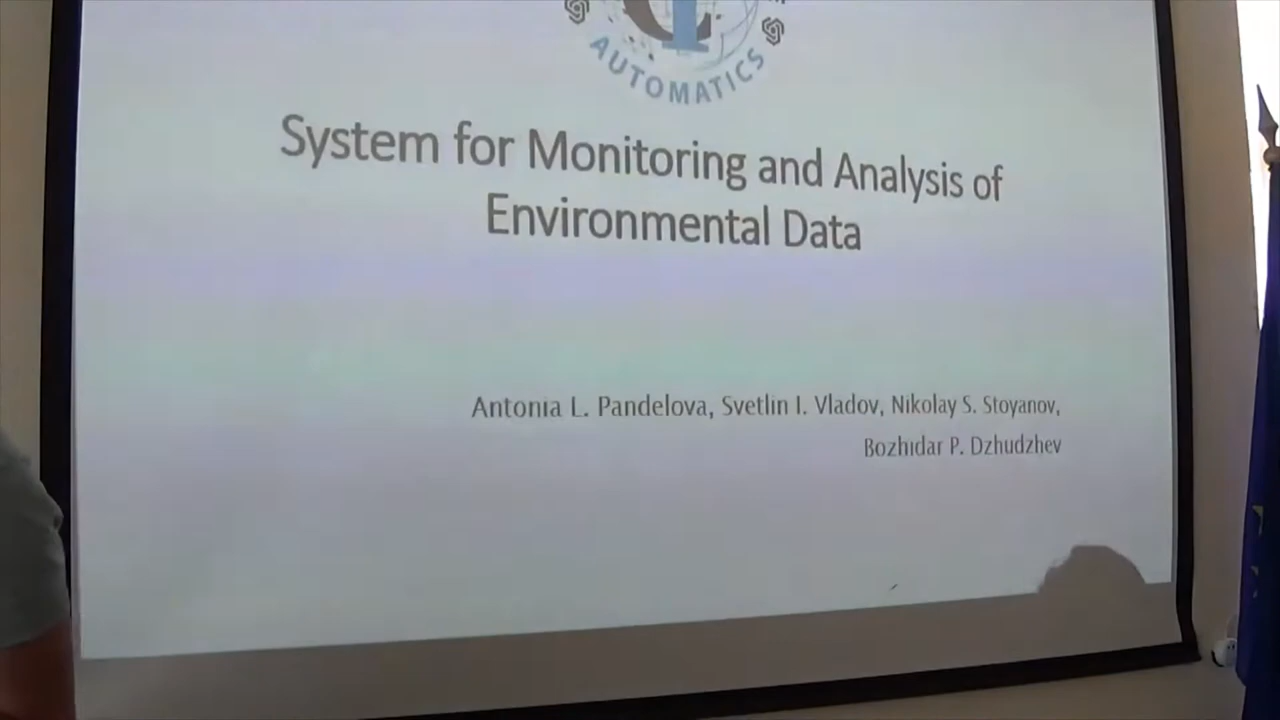 AUTOMATICS
System for Monitoring and Analysis of
Environmental Data
Antonia L. Pandelova, Svetlin I. Vladov, Nikolay S. Stoyanov,
Bozhidar P. Dzhudzhev